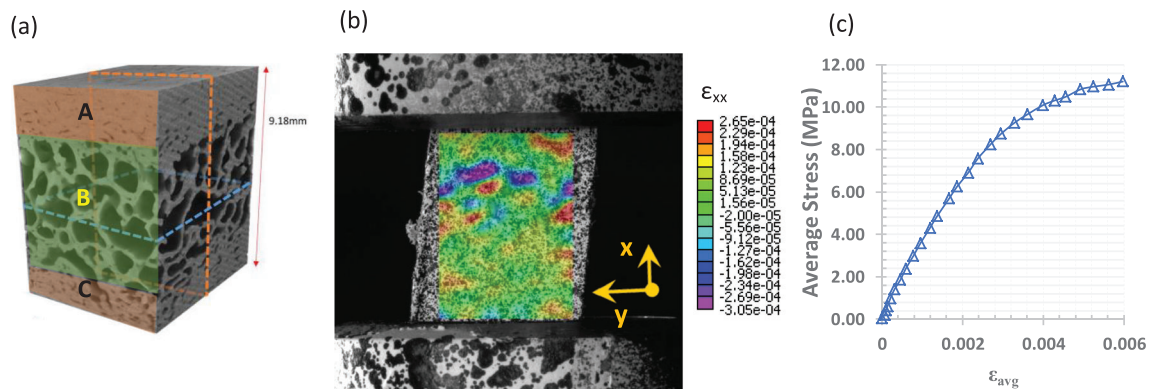 (a)
A
B
C
9.18mm
(b)
x
y
εxx
2.65e-04
2.29e-04
1.94e-04
1.58e-04
1.23e-04
8.69e-05
5.13e-05
1.56e-05
-2.00e-05
-5.56e-05
-9.12e-05
-1.27e-04
-1.62e-04
-1.98e-04
-2.34e-04
-2.69e-04
-3.05e-04
(c)
Average Stress (MPa)
12.00
10.00
8.00
6.00
4.00
2.00
0.00
0
0.002
0.004
0.006
εavg